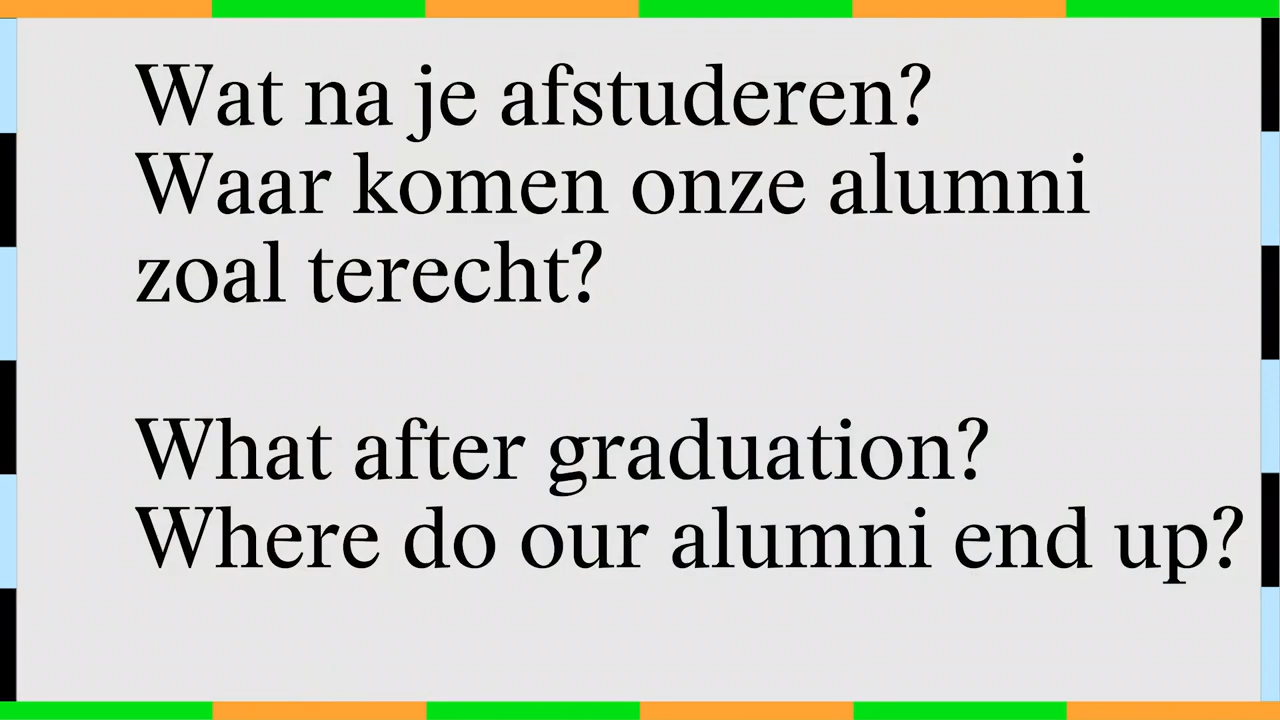 Wat na je afstuderen?
Waar komen onze alumni
zoal terecht?
What after graduation?
Where do our alumni end up?